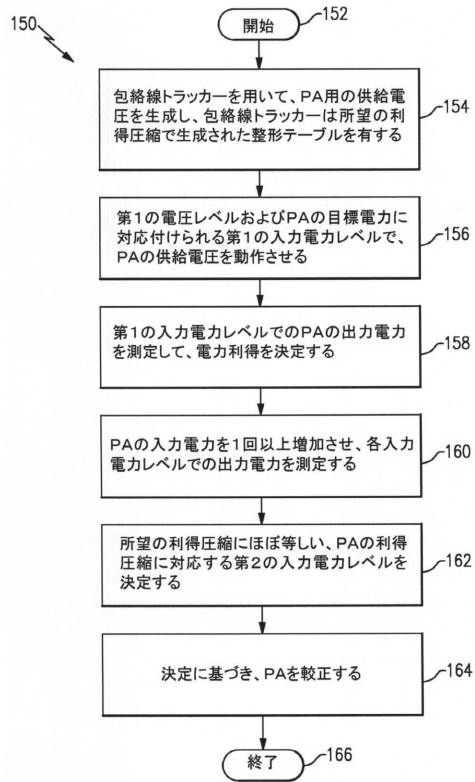 150
開始
152
包絡線トラッカーを用いて、PA用の供給電
圧を生成し、包絡線トラッカーは所望の利
得圧縮で生成された整形テーブルを有する
154
第1の電圧レベルおよびPAの目標電力に
対応付けられる第1の入力電力レベルで、
PAの供給電圧を動作させる
156
第1の入力電力レベルでのPAの出力電力
を測定して、電力利得を決定する
158
PAの入力電力を1回以上増加させ、各入力
電力レベルでの出力電力を測定する
160
所望の利得圧縮にほぼ等しい、PAの利得
圧縮に対応する第2の入力電力レベルを
決定する
162
決定に基づき、PAを較正する
164
終了
166